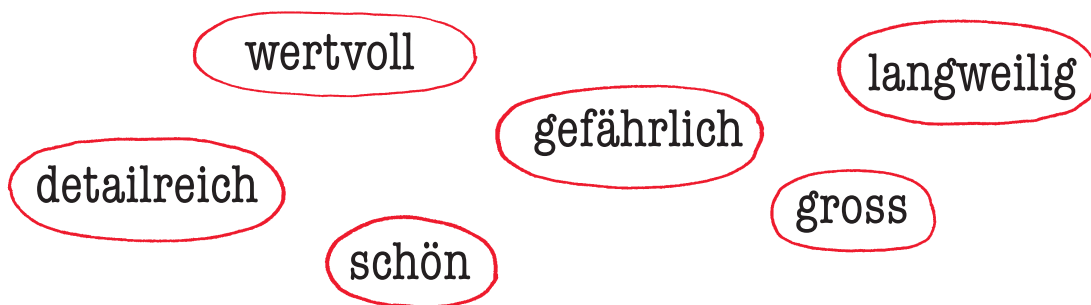 wertvoll
langweilig
gefährlich
detailreich
gross
schön